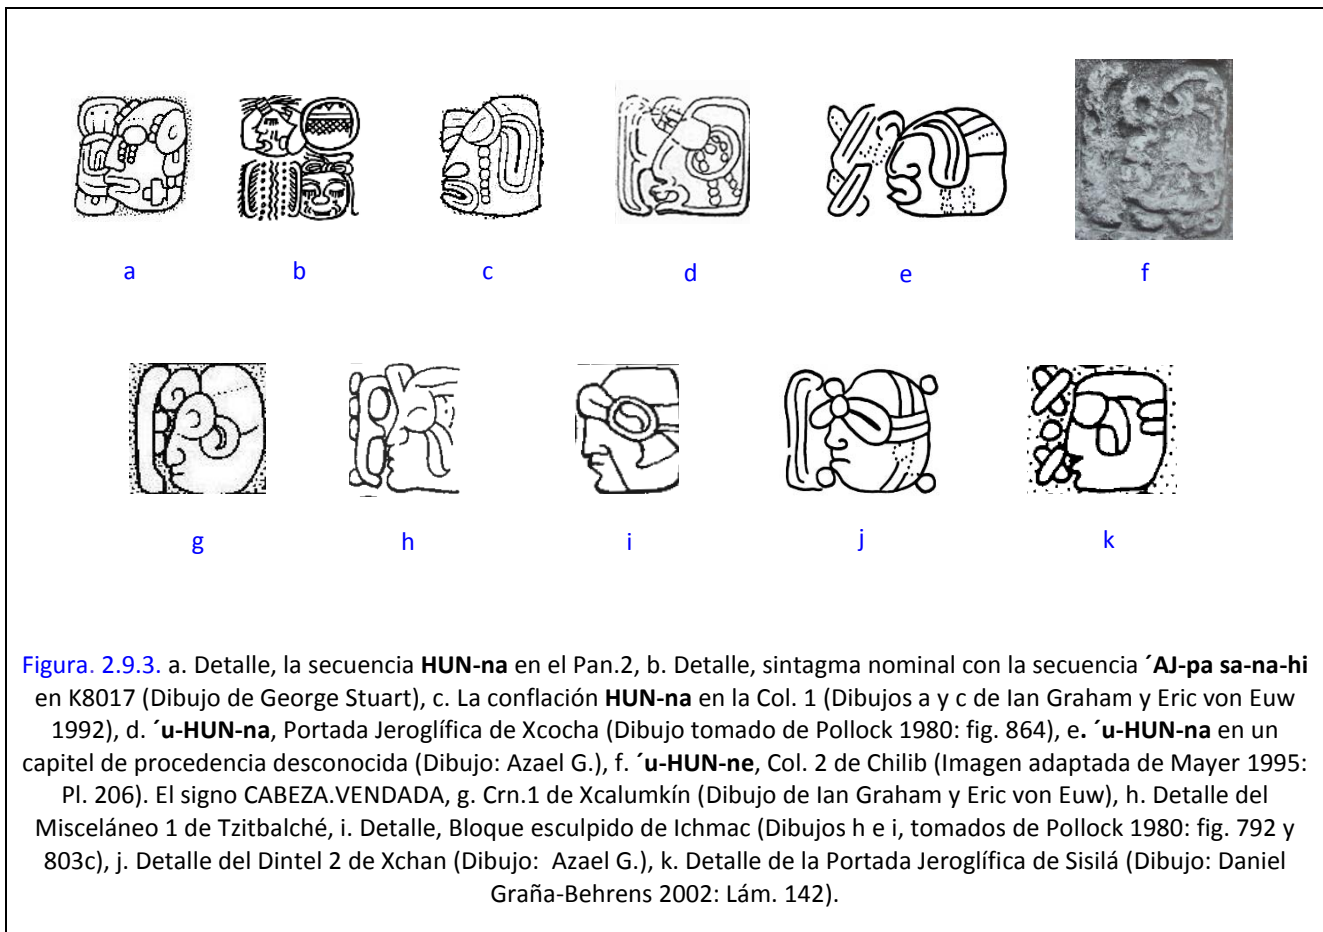 a b c d e f
g h i j k
Figura. 2.9.3. a. Detalle, la secuencia HUN-na en el Pan.2, b. Detalle, sintagma nominal con la secuencia ´AJ-pa sa-na-hi
en K8017 (Dibujo de George Stuart), c. La conflación HUN-na en la Col. 1 (Dibujos a y c de Ian Graham y Eric von Euw
1992), d. ´u-HUN-na, Portada Jeroglífica de Xcocha (Dibujo tomado de Pollock 1980: fig. 864), e. ´u-HUN-na en un
capitel de procedencia desconocida (Dibujo: Azael G.), f. ´u-HUN-ne, Col. 2 de Chilib (Imagen adaptada de Mayer 1995:
Pl. 206). El signo CABEZA.VENDADA, g. Crn.1 de Xcalumkín (Dibujo de Ian Graham y Eric von Euw), h. Detalle del
Misceláneo 1 de Tzitbalché, i. Detalle, Bloque esculpido de Ichmac (Dibujos h e i, tomados de Pollock 1980: fig. 792 y
803c), j. Detalle del Dintel 2 de Xchan (Dibujo: Azael G.), k. Detalle de la Portada Jeroglífica de Sisilá (Dibujo: Daniel
Graña-Behrens 2002: Lám. 142).